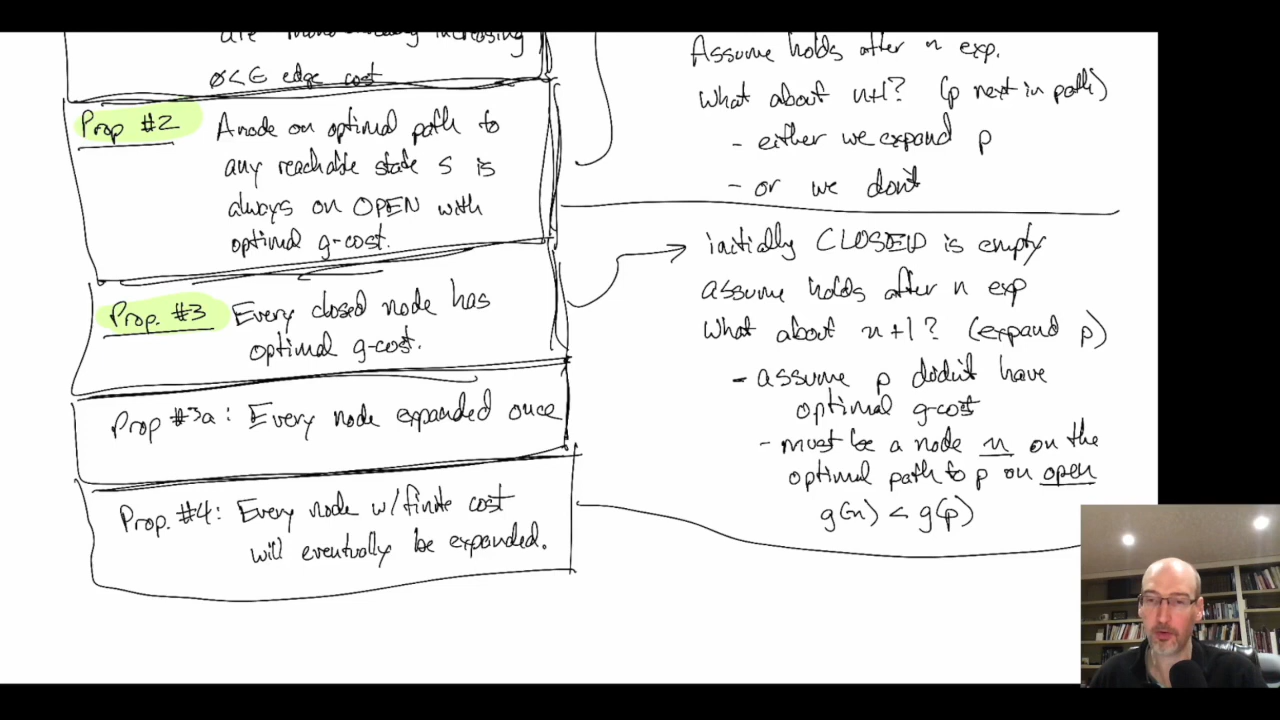 are monotonically increasing
0 < ε edge cost
Prop #2 A node on optimal path to
any reachable state s is
always on OPEN with
optimal g-cost.
Prop. #3 Every closed node has
optimal g-cost.
Prop #3a: Every node expanded once
Prop. #4: Every node w/finite cost
will eventually be expanded.
Assume holds after n exp.
What about n+1? (p next in path)
- either we expand p
- or we don't
initially CLOSED is empty
assume holds after n exp
What about n+1? (expand p)
- assume p didn't have
optimal g-cost
- must be a node n on the
optimal path to p on open
g(n) < g(p)